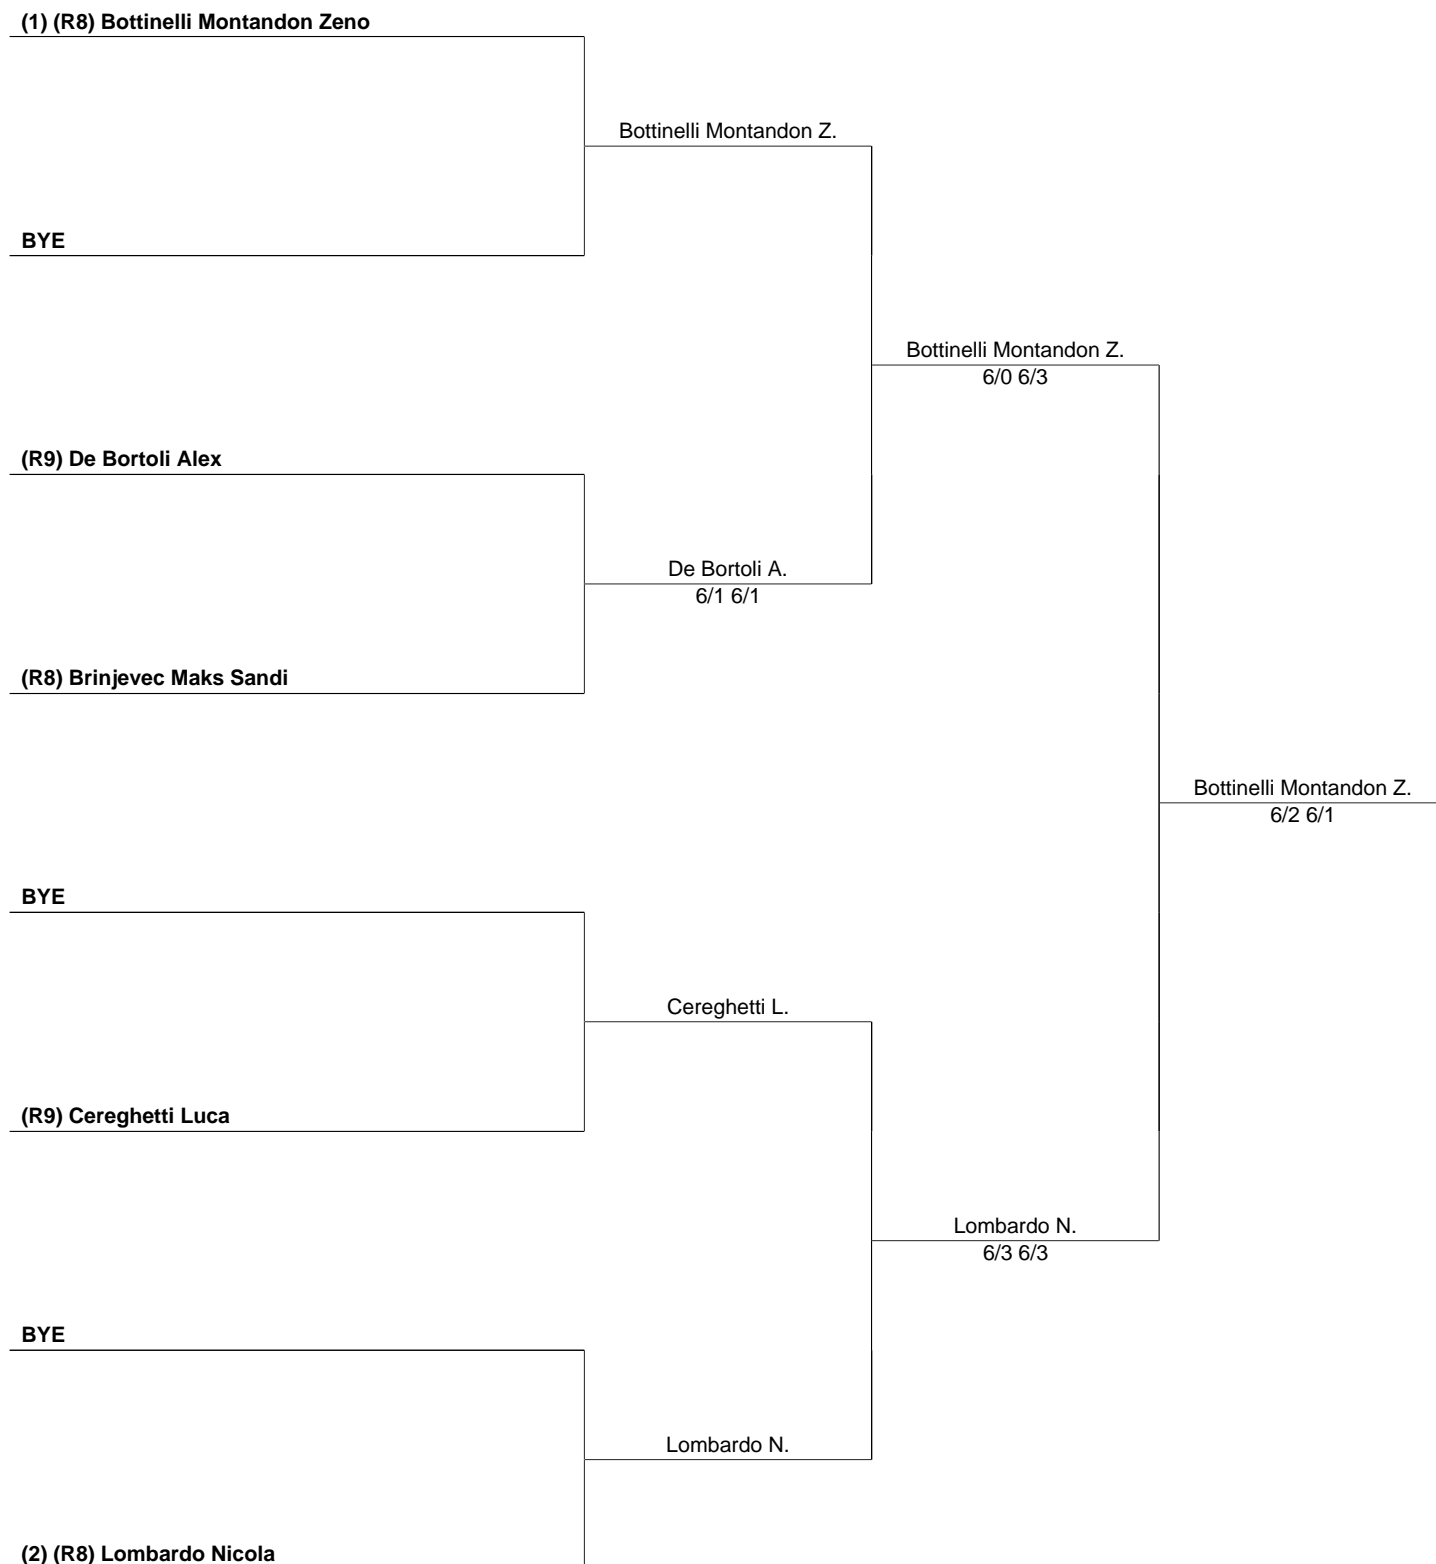 (1) (R8) Bottinelli Montandon Zeno
Bottinelli Montandon Z.
BYE
Bottinelli Montandon Z.
6/0 6/3
(R9) De Bortoli Alex
De Bortoli A.
6/1 6/1
(R8) Brinjevec Maks Sandi
Bottinelli Montandon Z.
6/2 6/1
BYE
Cereghetti L.
(R9) Cereghetti Luca
Lombardo N.
6/3 6/3
BYE
Lombardo N.
(2) (R8) Lombardo Nicola